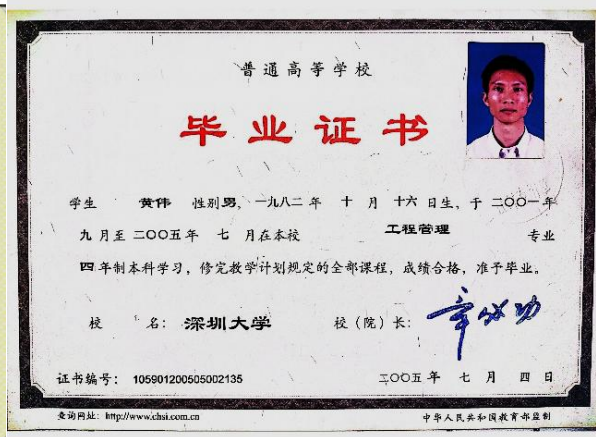 普通高等学校
毕业证书
学生 黄伟 性别男，一九八二年 十 月 十六 日生，于 二〇〇一年
九 月至 二〇〇五年 七 月在本校 工程管理 专业
四 年制本科学习，修完教学计划规定的全部课程，成绩合格，准予毕业。
校 名： 深圳大学 校（院）长： 章必功
证书编号： 105901200505002135 二〇〇五 年 七 月 四 日
查询网址：http://www.chsi.com.cn 中华人民共和国教育部监制